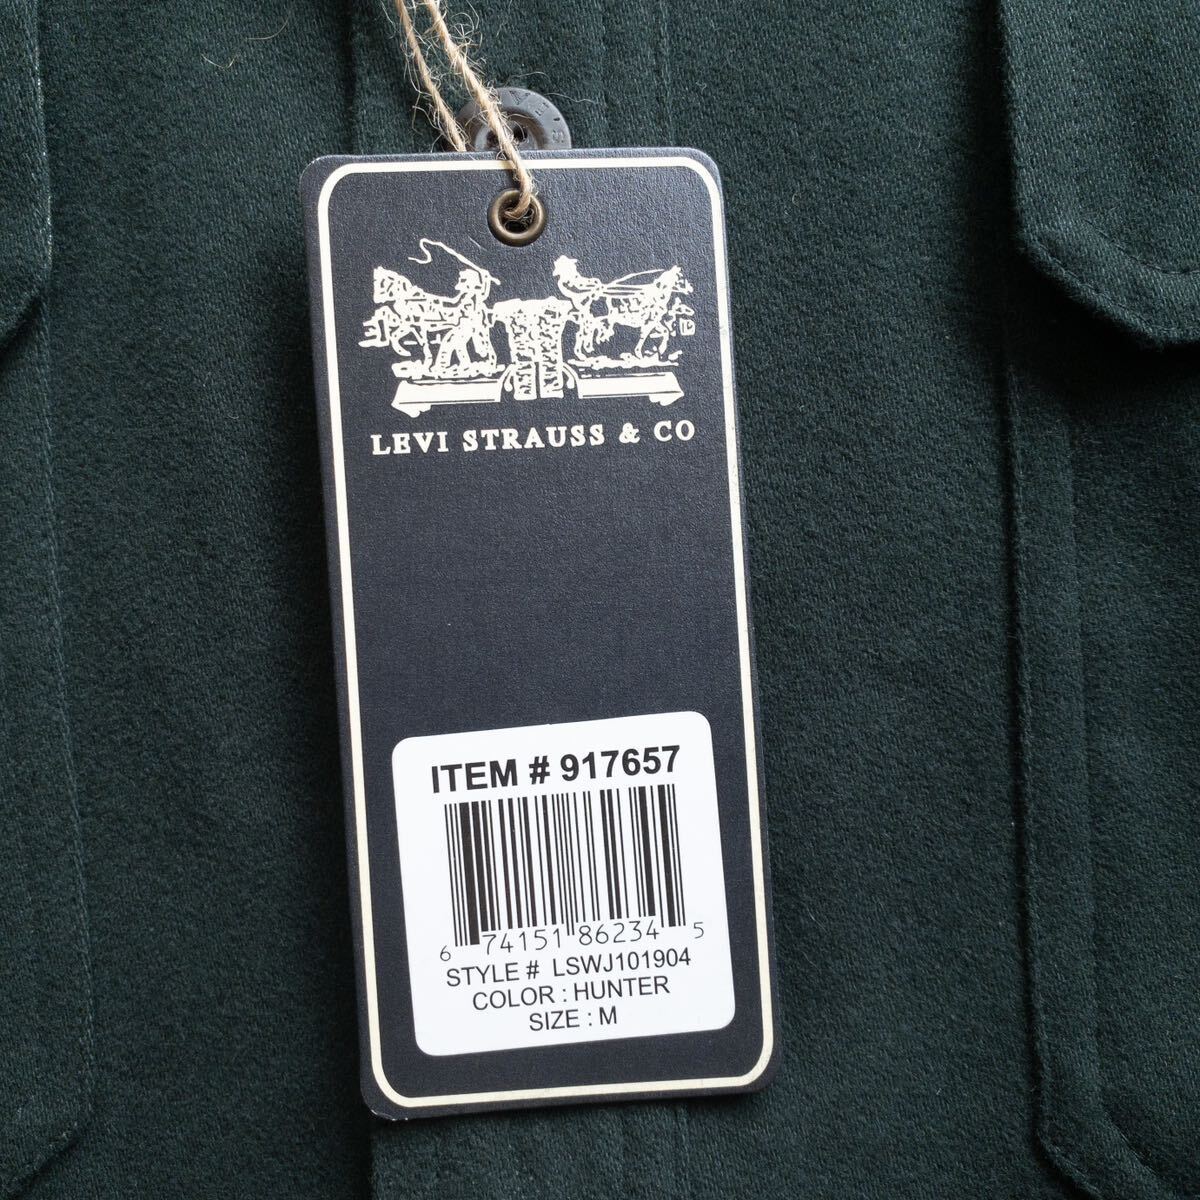 LEVI STRAUSS & CO
ITEM # 917657
6 74151 86234 5
STYLE # LSWJ101904
COLOR : HUNTER
SIZE : M